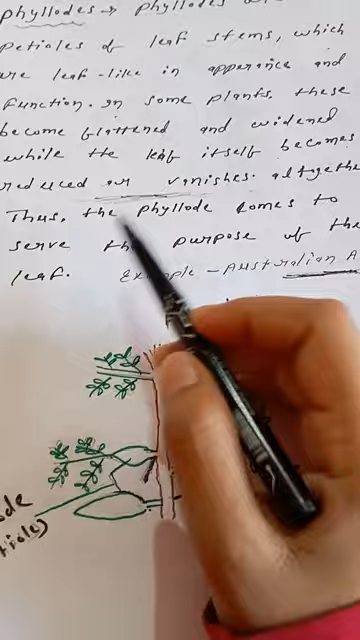 phyllodes → phyllodes
petioles of leaf stems, which
are leaf-like in apperance and
function. In some plants, these
become flattened and widened
while the leaf itself becomes
reduced or vanishes. altogethe
Thus, the phyllode comes to
serve the purpose of the
leaf. Example - Australian A
ode
tioles)